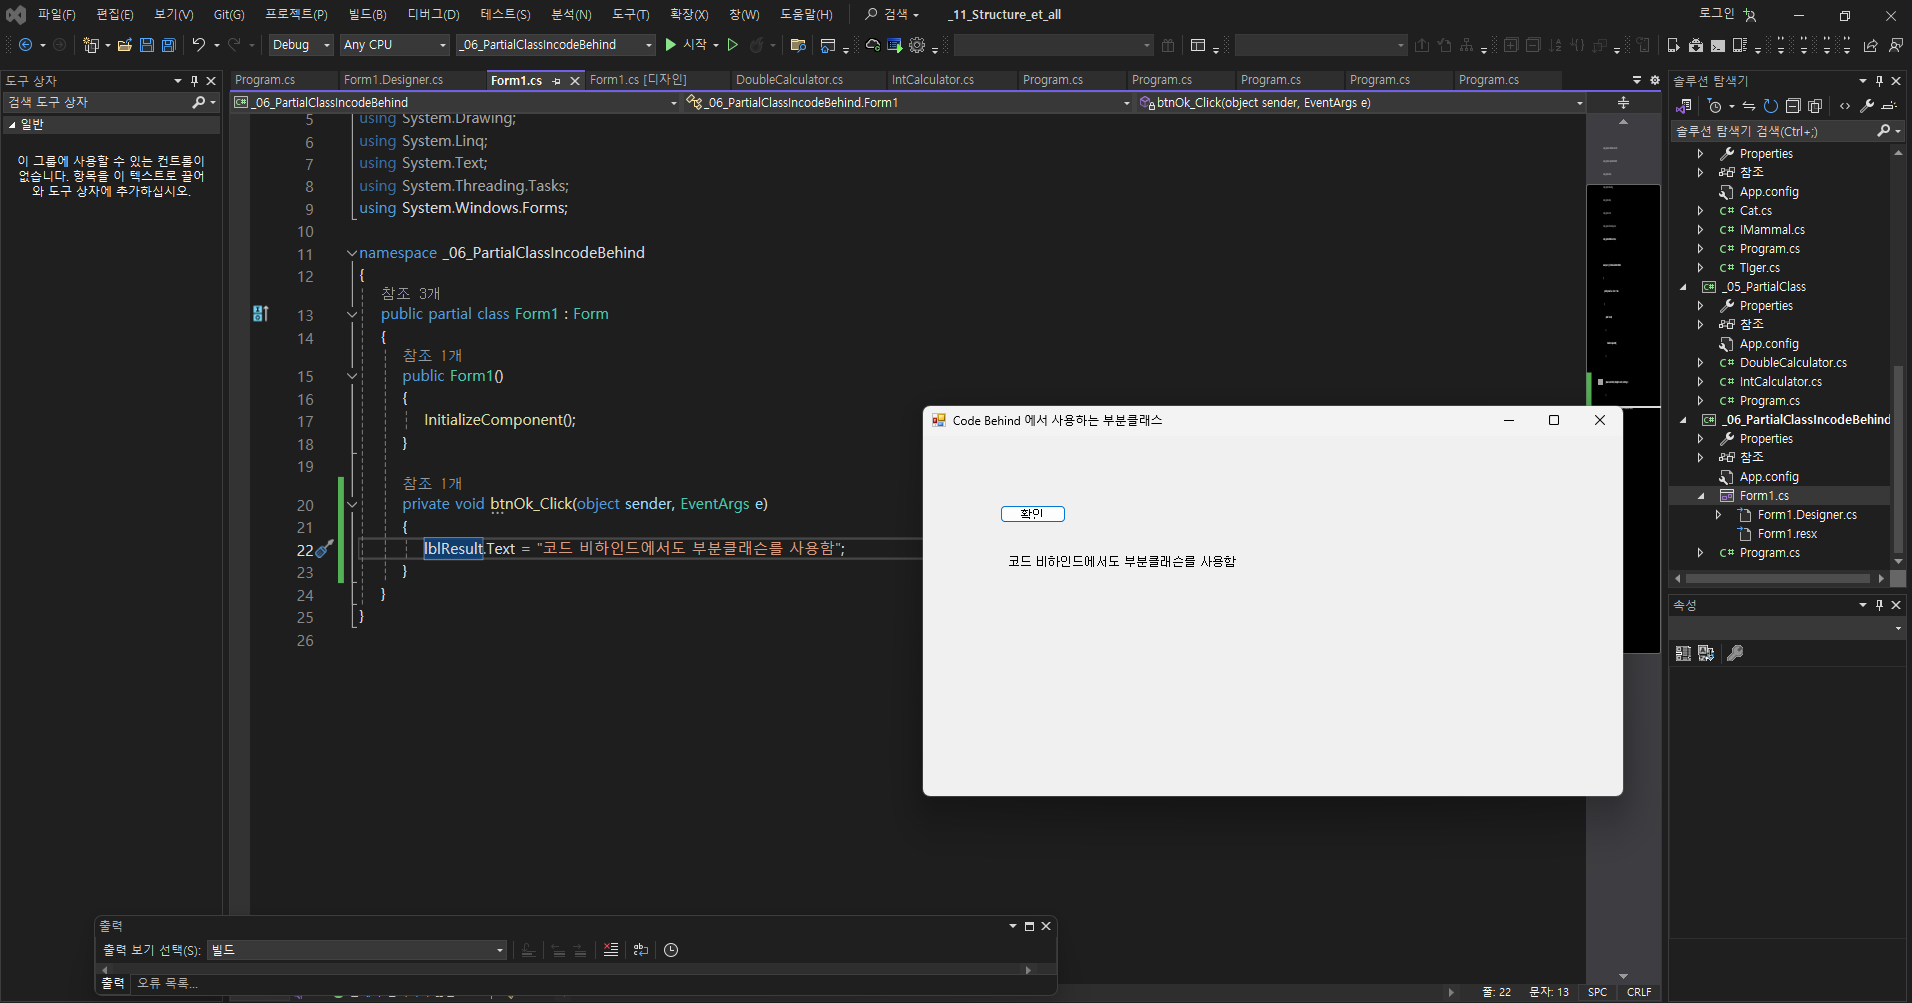 파일(F) 편집(E) 보기(V) Git(G) 프로젝트(P) 빌드(B) 디버그(D) 테스트(S) 분석(N) 도구(T) 확장(X) 창(W) 도움말(H) 검색 _11_Structure_et_all 로그인
Debug Any CPU _06_PartialClassIncodeBehind 시작
도구 상자
검색 도구 상자
일반
이 그룹에 사용할 수 있는 컨트롤이
없습니다. 항목을 이 텍스트로 끌어
와 도구 상자에 추가하십시오.
Program.cs Form1.Designer.cs Form1.cs Form1.cs [디자인] DoubleCalculator.cs IntCalculator.cs Program.cs Program.cs Program.cs Program.cs Program.cs
_06_PartialClassIncodeBehind _06_PartialClassIncodeBehind.Form1 btnOk_Click(object sender, EventArgs e)
5 using System.Drawing;
6 using System.Linq;
7 using System.Text;
8 using System.Threading.Tasks;
9 using System.Windows.Forms;
10
11 namespace _06_PartialClassIncodeBehind
12 {
참조 3개
13 public partial class Form1 : Form
14 {
참조 1개
15 public Form1()
16 {
17 InitializeComponent();
18 }
19
참조 1개
20 private void btnOk_Click(object sender, EventArgs e)
21 {
22 lblResult.Text = "코드 비하인드에서도 부분클래슨를 사용함";
23 }
24 }
25 }
26
Code Behind 에서 사용하는 부분클래스
확인
코드 비하인드에서도 부분클래슨를 사용함
솔루션 탐색기
솔루션 탐색기 검색(Ctrl+;)
Properties
참조
App.config
C# Cat.cs
C# IMammal.cs
C# Program.cs
C# TIger.cs
C# _05_PartialClass
Properties
참조
App.config
C# DoubleCalculator.cs
C# IntCalculator.cs
C# Program.cs
C# _06_PartialClassIncodeBehind
Properties
참조
App.config
Form1.cs
Form1.Designer.cs
Form1.resx
C# Program.cs
속성
출력
출력 보기 선택(S): 빌드
출력 오류 목록...
줄: 22 문자: 13 SPC CRLF